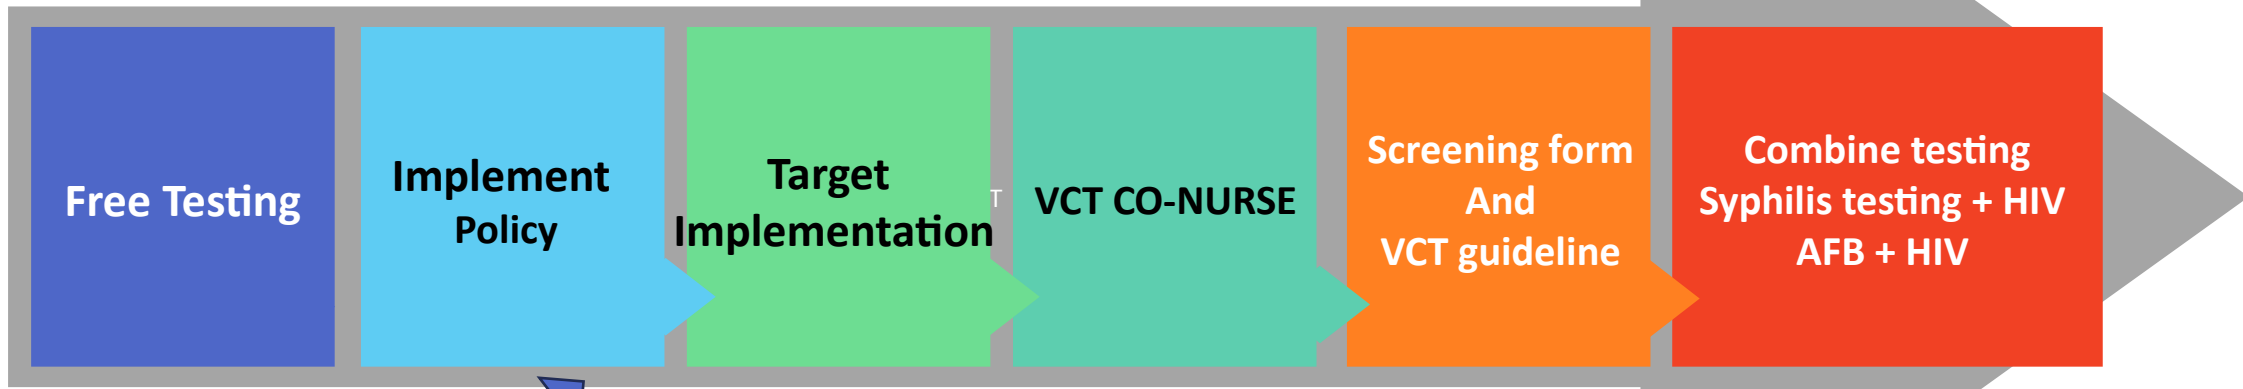 Free Testing
Implement
Policy
Target
Implementation
T
VCT CO-NURSE
Screening form
And
VCT guideline
Combine testing
Syphilis testing + HIV
AFB + HIV